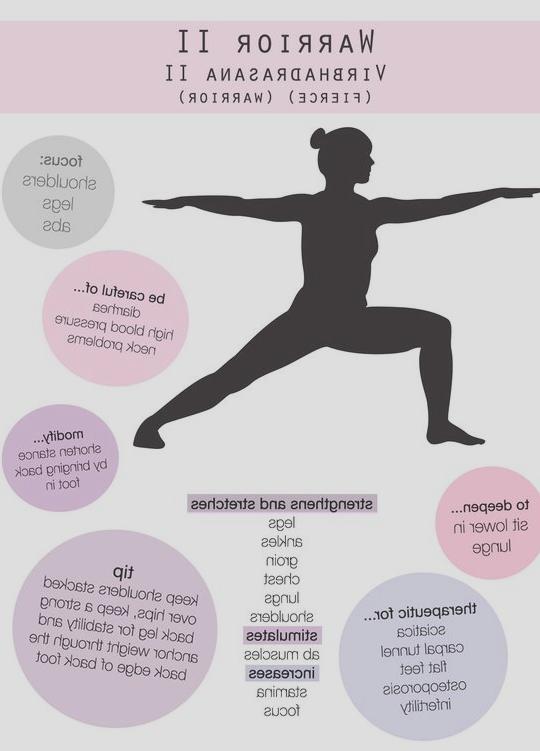 WARRIOR II
VIRBHADRASANA II
(FIERCE) (WARRIOR)
focus:
shoulders
legs
abs
be careful of...
diarrhea
high blood pressure
neck problems
modify...
shorten stance
by bringing back
foot in
tip
keep shoulders stacked
over hips, keep a strong
back leg for stability and
anchor weight through the
back edge of back foot
strengthens and stretches
legs
ankles
groin
chest
lungs
shoulders
stimulates
ab muscles
increases
stamina
focus
to deepen...
sit lower in
lunge
therapeutic for...
sciatica
carpal tunnel
flat feet
osteoporosis
infertility